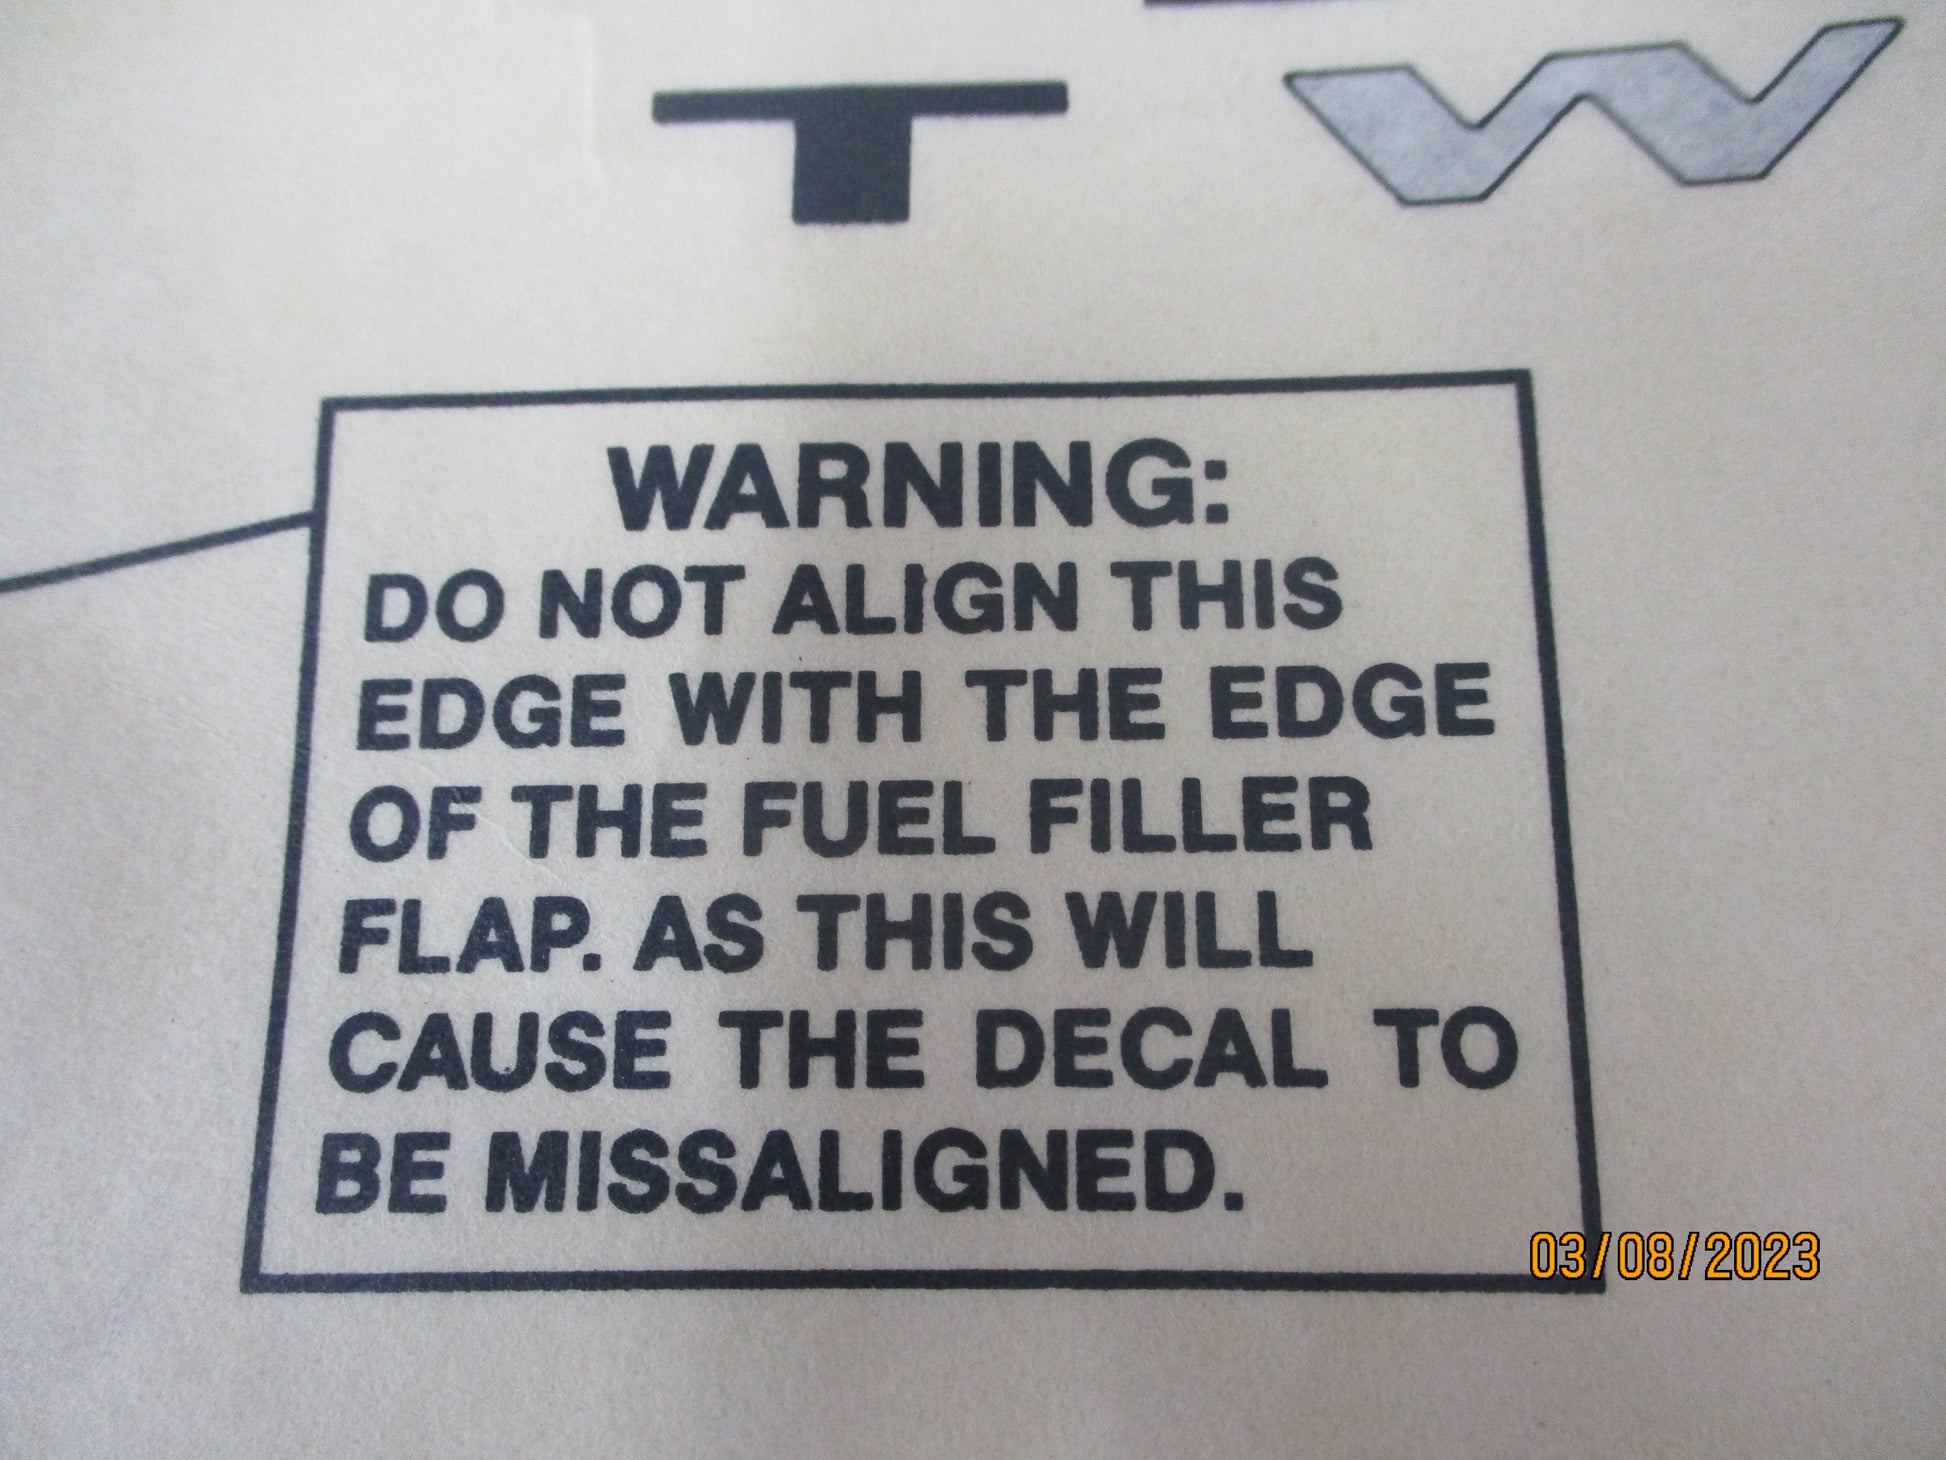 WARNING:
DO NOT ALIGN THIS
EDGE WITH THE EDGE
OF THE FUEL FILLER
FLAP. AS THIS WILL
CAUSE THE DECAL TO
BE MISSALIGNED.
03/08/2023